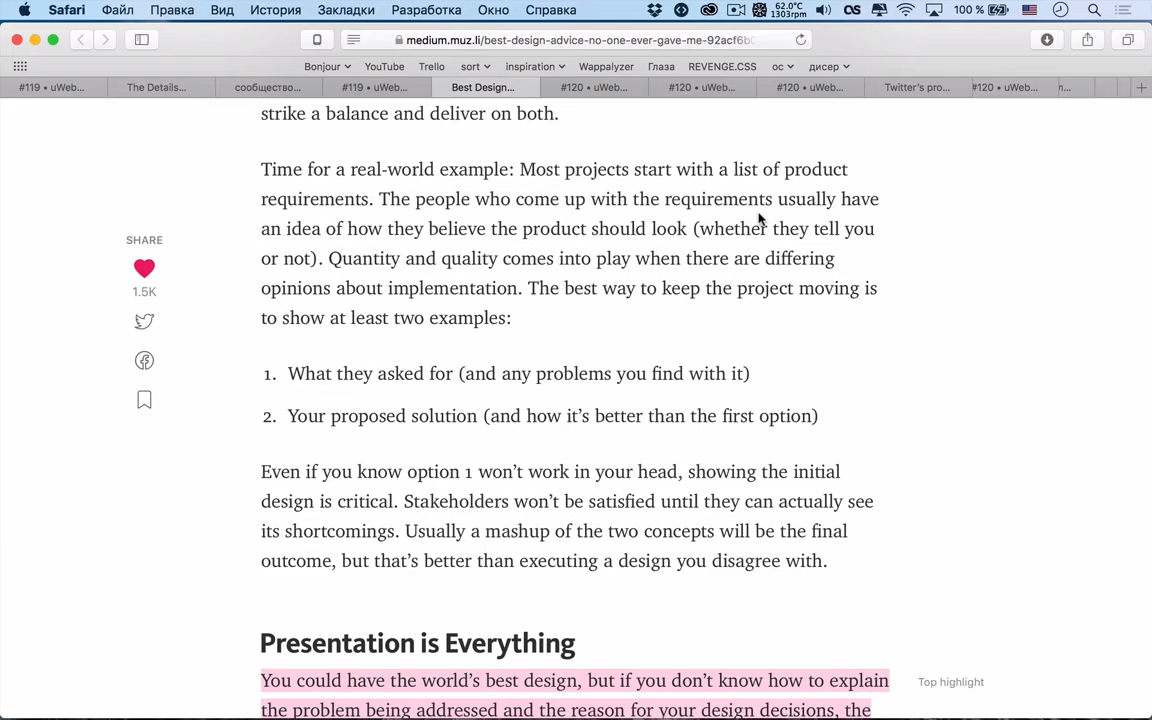 Safari Файл Правка Вид История Закладки Разработка Окно Справка 62.0°C 1303rpm 100 %
medium.muz.li/best-design-advice-no-one-ever-gave-me-92acf6b
Bonjour YouTube Trello sort inspiration Wappalyzer Глаза REVENGE.CSS ос дисер
#119 • uWeb... The Details... сообщество... #119 • uWeb... Best Design... #120 • uWeb... #120 • uWeb... #120 • uWeb... Twitter's pro... #120 • uWeb...
strike a balance and deliver on both.
Time for a real-world example: Most projects start with a list of product
requirements. The people who come up with the requirements usually have
an idea of how they believe the product should look (whether they tell you
or not). Quantity and quality comes into play when there are differing
opinions about implementation. The best way to keep the project moving is
to show at least two examples:
SHARE
1.5K
1. What they asked for (and any problems you find with it)
2. Your proposed solution (and how it’s better than the first option)
Even if you know option 1 won’t work in your head, showing the initial
design is critical. Stakeholders won’t be satisfied until they can actually see
its shortcomings. Usually a mashup of the two concepts will be the final
outcome, but that’s better than executing a design you disagree with.
Presentation is Everything
You could have the world’s best design, but if you don’t know how to explain
the problem being addressed and the reason for your design decisions, the
Top highlight